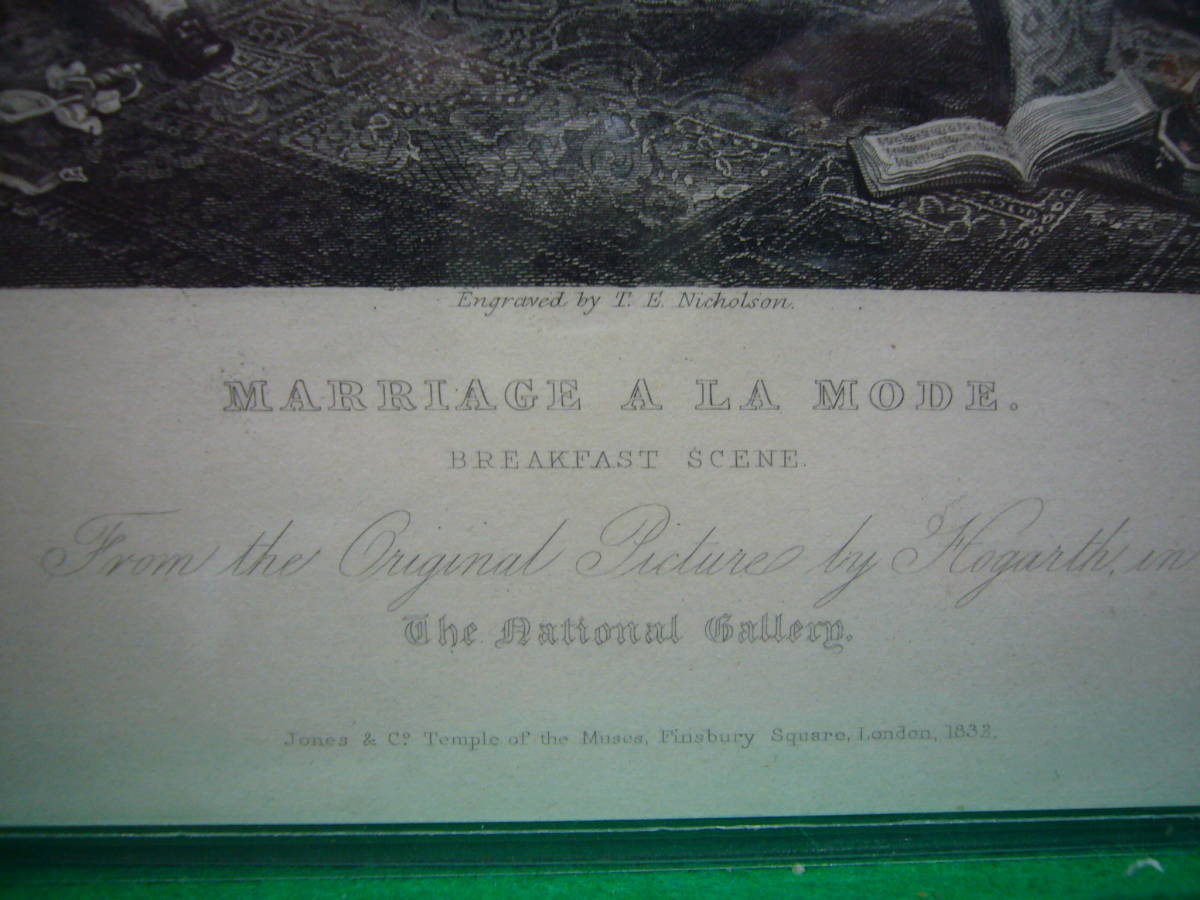 Engraved by T. E. Nicholson.
MARRIAGE A LA MODE.
BREAKFAST SCENE.
From the Original Picture by Hogarth, in
The National Gallery.
Jones & Co. Temple of the Muses, Finsbury Square, London, 1832.